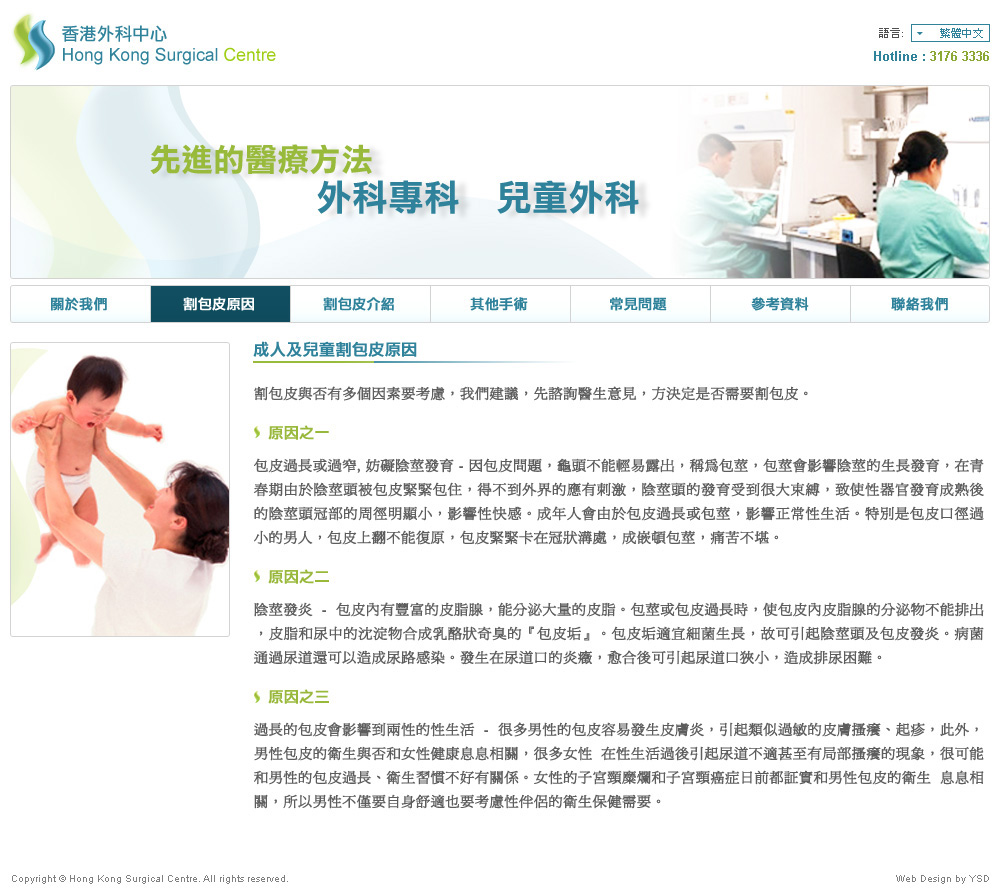 香港外科中心
Hong Kong Surgical Centre
語言: 繁體中文
Hotline : 3176 3336
先進的醫療方法
外科專科 兒童外科
關於我們 割包皮原因 割包皮介紹 其他手術 常見問題 參考資料 聯絡我們
成人及兒童割包皮原因
割包皮與否有多個因素要考慮，我們建議，先諮詢醫生意見，方決定是否需要割包皮。
原因之一
包皮過長或過窄, 妨礙陰莖發育 - 因包皮問題，龜頭不能輕易露出，稱爲包莖，包莖會影響陰莖的生長發育，在青
春期由於陰莖頭被包皮緊緊包住，得不到外界的應有刺激，陰莖頭的發育受到很大束縛，致使性器官發育成熟後
的陰莖頭冠部的周徑明顯小，影響性快感。成年人會由於包皮過長或包莖，影響正常性生活。特別是包皮口徑過
小的男人，包皮上翻不能復原，包皮緊緊卡在冠狀溝處，成嵌頓包莖，痛苦不堪。
原因之二
陰莖發炎 - 包皮內有豐富的皮脂腺，能分泌大量的皮脂。包莖或包皮過長時，使包皮內皮脂腺的分泌物不能排出
，皮脂和尿中的沈淀物合成乳酪狀奇臭的『包皮垢』。包皮垢適宜細菌生長，故可引起陰莖頭及包皮發炎。病菌
通過尿道還可以造成尿路感染。發生在尿道口的炎癥，愈合後可引起尿道口狹小，造成排尿困難。
原因之三
過長的包皮會影響到兩性的性生活 - 很多男性的包皮容易發生皮膚炎，引起類似過敏的皮膚搔癢、起疹，此外，
男性包皮的衛生與否和女性健康息息相關，很多女性 在性生活過後引起尿道不適甚至有局部搔癢的現象，很可能
和男性的包皮過長、衛生習慣不好有關係。女性的子宮頸糜爛和子宮頸癌症日前都証實和男性包皮的衛生 息息相
關，所以男性不僅要自身舒適也要考慮性伴侶的衛生保健需要。
Copyright © Hong Kong Surgical Centre. All rights reserved.
Web Design by YSD